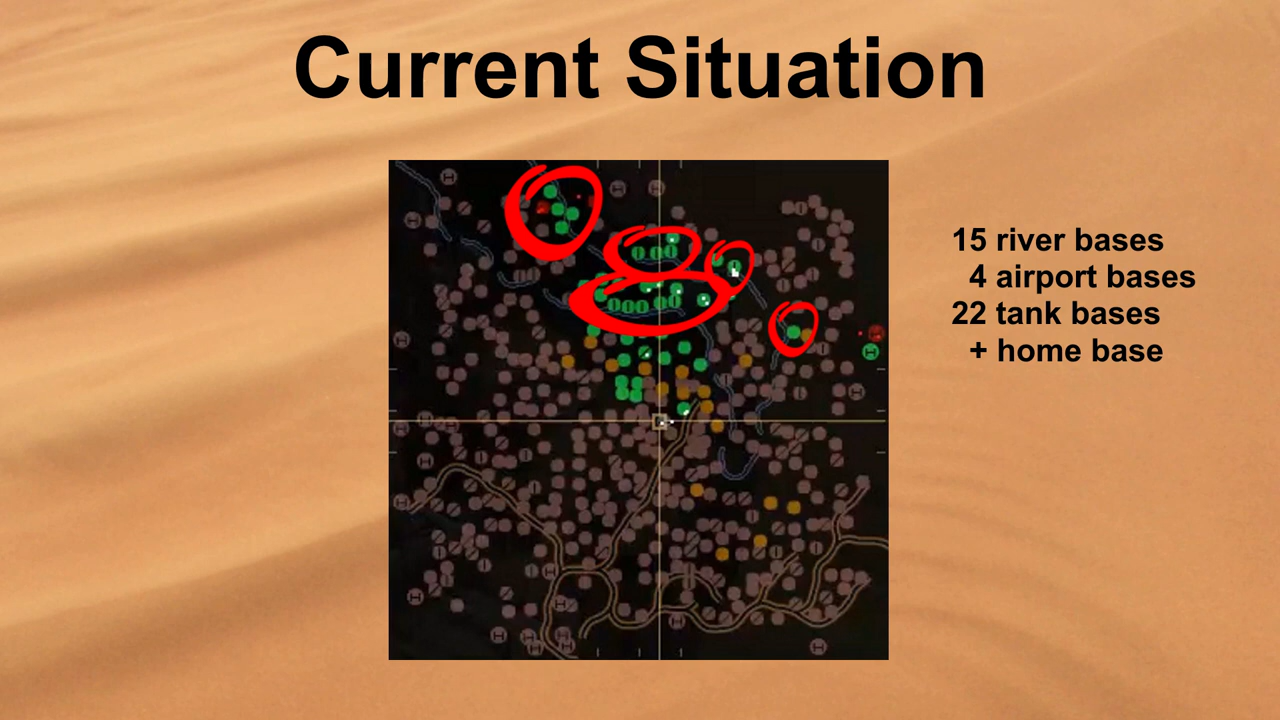 Current Situation
15 river bases
4 airport bases
22 tank bases
+ home base